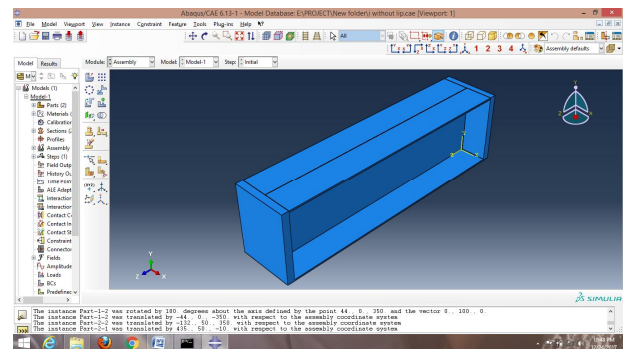 Abaqus/CAE 6.13-1 - Model Database: E:\PROJECT\New folder\i without lip.cae [Viewport: 1]
File Model Viewport View Instance Constraint Feature Tools Plug-ins Help
All
1 2 3 4 Assembly defaults
Model Results Module: Assembly Model: Model-1 Step: Initial
Models (1)
Model-1
Parts (2)
Materials (
Calibration
Sections (
Profiles
Assembly
Steps (1)
Field Outp
History Ou
Time Poin
ALE Adapt
Interaction
Interaction
Contact C
Contact In
Contact St
Constraint
Connector
Fields
Amplitude
Loads
BCs
Predefined
Y
Z X
SIMULIA
The instance Part-1-2 was rotated by 180. degrees about the axis defined by the point 44., 0., 350. and the vector 0., 100., 0.
The instance Part-1-2 was translated by -44., 0., -350. with respect to the assembly coordinate system
The instance Part-2-2 was translated by -132., 50., 350. with respect to the assembly coordinate system
The instance Part-2-1 was translated by 435., 50., -10. with respect to the assembly coordinate system